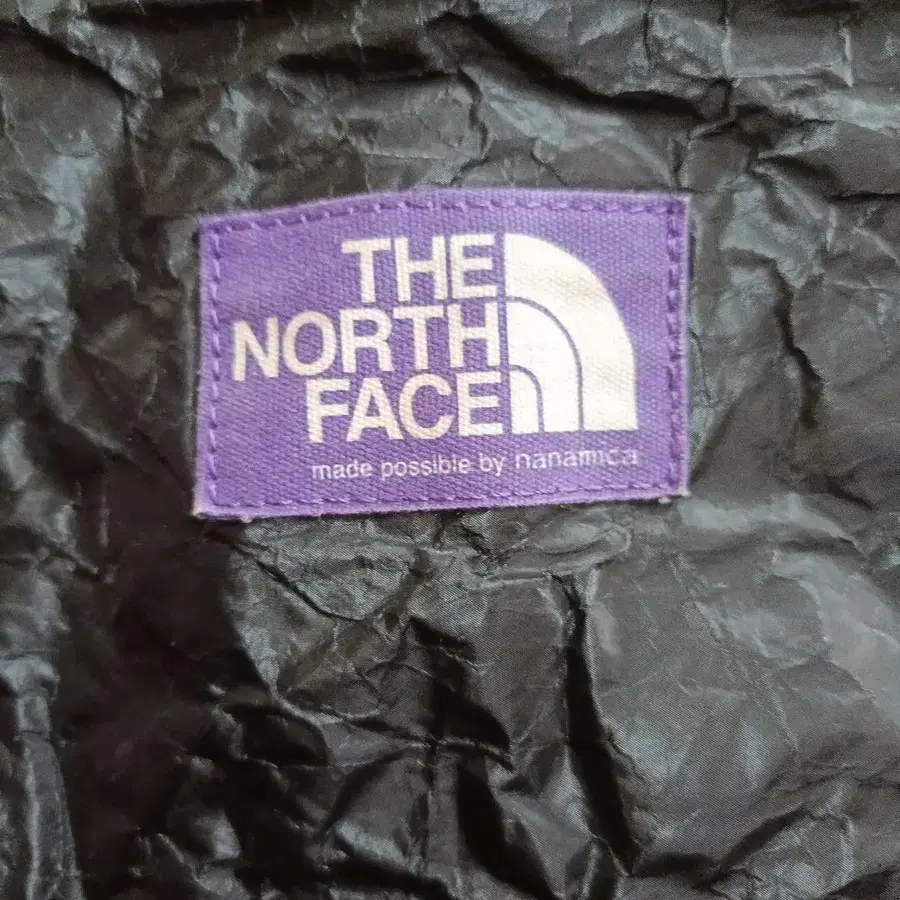 THE
NORTH
FACE
made possible by nanamica